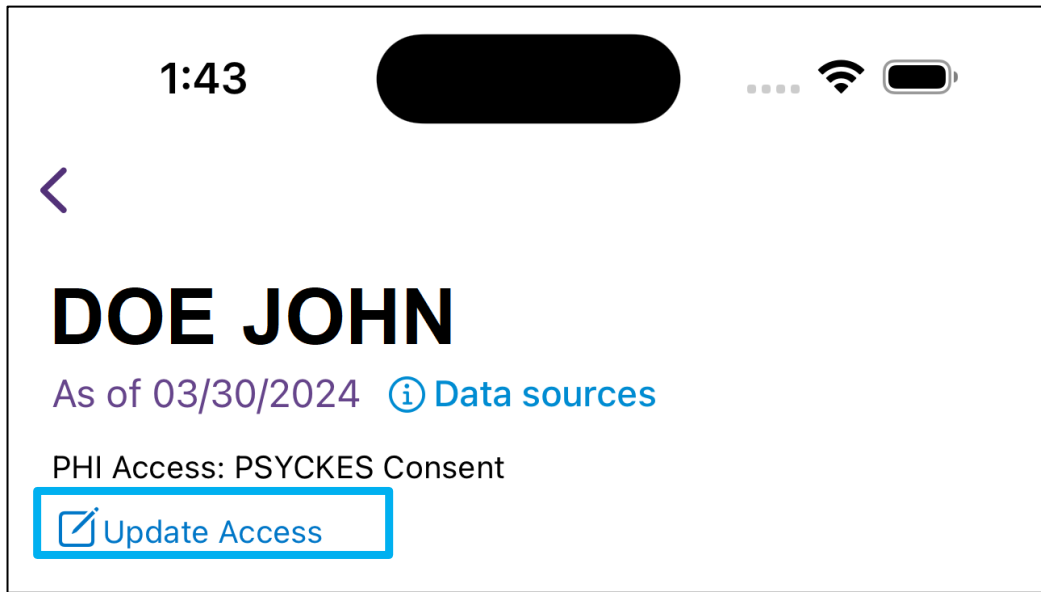 1:43
DOE JOHN
As of 03/30/2024 Data sources
PHI Access: PSYCKES Consent
Update Access